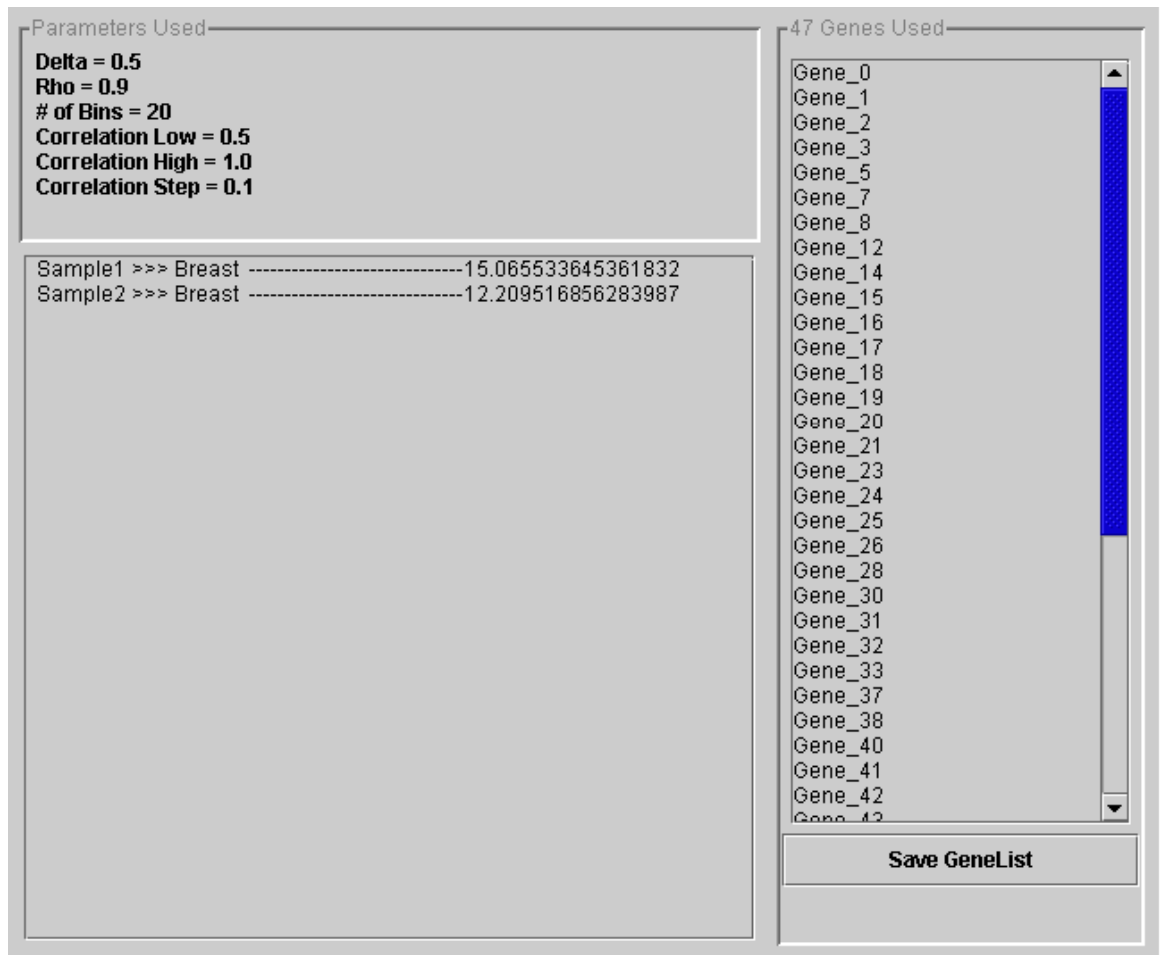 Parameters Used
Delta = 0.5
Rho = 0.9
# of Bins = 20
Correlation Low = 0.5
Correlation High = 1.0
Correlation Step = 0.1
Sample1 >>> Breast ------------------------------15.065533645361832
Sample2 >>> Breast ------------------------------12.209516856283987
47 Genes Used
Gene_0
Gene_1
Gene_2
Gene_3
Gene_5
Gene_7
Gene_8
Gene_12
Gene_14
Gene_15
Gene_16
Gene_17
Gene_18
Gene_19
Gene_20
Gene_21
Gene_23
Gene_24
Gene_25
Gene_26
Gene_28
Gene_30
Gene_31
Gene_32
Gene_33
Gene_37
Gene_38
Gene_40
Gene_41
Gene_42
Gene_43
Save GeneList